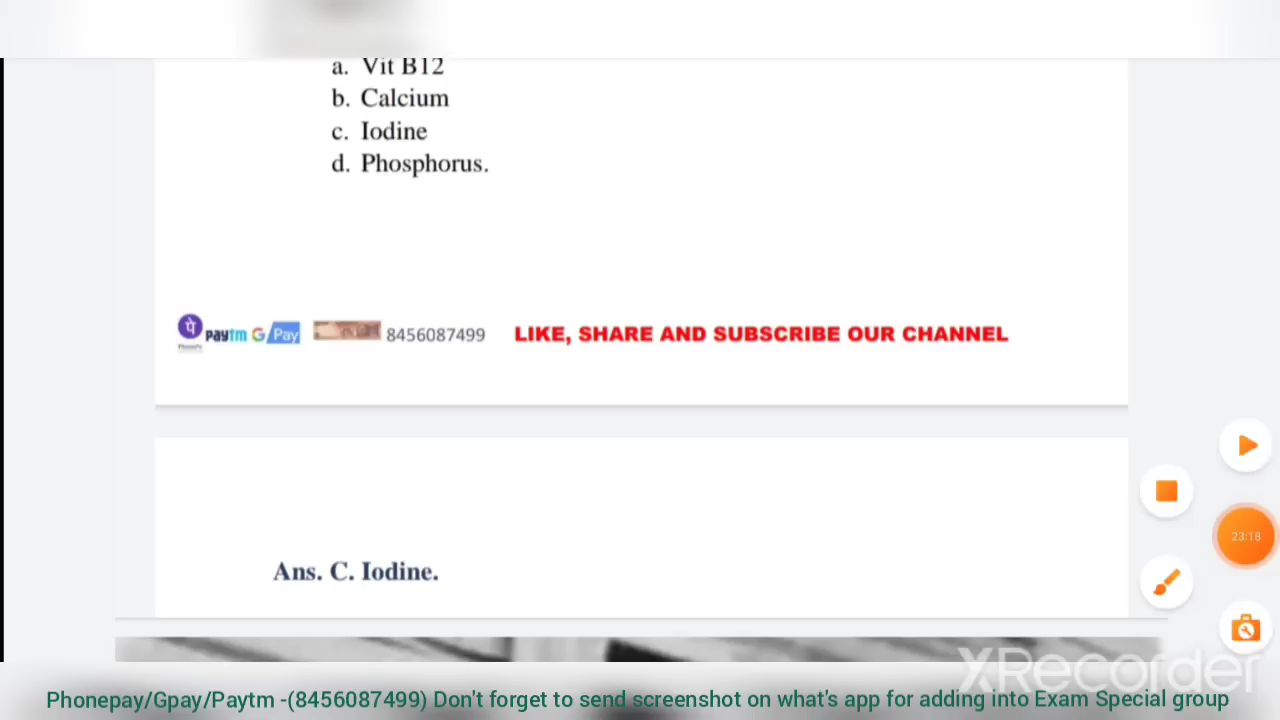 a. Vit B12
b. Calcium
c. Iodine
d. Phosphorus.
पे paytm G Pay 8456087499 LIKE, SHARE AND SUBSCRIBE OUR CHANNEL
Ans. C. Iodine.
23:18
XRecorder
Phonepay/Gpay/Paytm -(8456087499) Don't forget to send screenshot on what's app for adding into Exam Special group